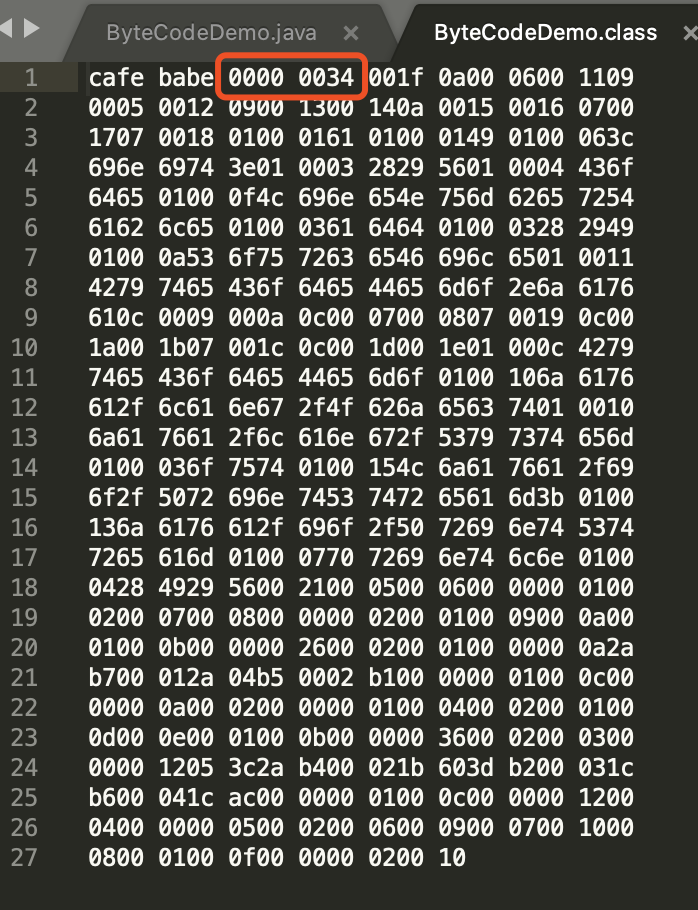 ByteCodeDemo.java ByteCodeDemo.class
1 cafe babe 0000 0034 001f 0a00 0600 1109
2 0005 0012 0900 1300 140a 0015 0016 0700
3 1707 0018 0100 0161 0100 0149 0100 063c
4 696e 6974 3e01 0003 2829 5601 0004 436f
5 6465 0100 0f4c 696e 654e 756d 6265 7254
6 6162 6c65 0100 0361 6464 0100 0328 2949
7 0100 0a53 6f75 7263 6546 696c 6501 0011
8 4279 7465 436f 6465 4465 6d6f 2e6a 6176
9 610c 0009 000a 0c00 0700 0807 0019 0c00
10 1a00 1b07 001c 0c00 1d00 1e01 000c 4279
11 7465 436f 6465 4465 6d6f 0100 106a 6176
12 612f 6c61 6e67 2f4f 626a 6563 7401 0010
13 6a61 7661 2f6c 616e 672f 5379 7374 656d
14 0100 036f 7574 0100 154c 6a61 7661 2f69
15 6f2f 5072 696e 7453 7472 6561 6d3b 0100
16 136a 6176 612f 696f 2f50 7269 6e74 5374
17 7265 616d 0100 0770 7269 6e74 6c6e 0100
18 0428 4929 5600 2100 0500 0600 0000 0100
19 0200 0700 0800 0000 0200 0100 0900 0a00
20 0100 0b00 0000 2600 0200 0100 0000 0a2a
21 b700 012a 04b5 0002 b100 0000 0100 0c00
22 0000 0a00 0200 0000 0100 0400 0200 0100
23 0d00 0e00 0100 0b00 0000 3600 0200 0300
24 0000 1205 3c2a b400 021b 603d b200 031c
25 b600 041c ac00 0000 0100 0c00 0000 1200
26 0400 0000 0500 0200 0600 0900 0700 1000
27 0800 0100 0f00 0000 0200 10